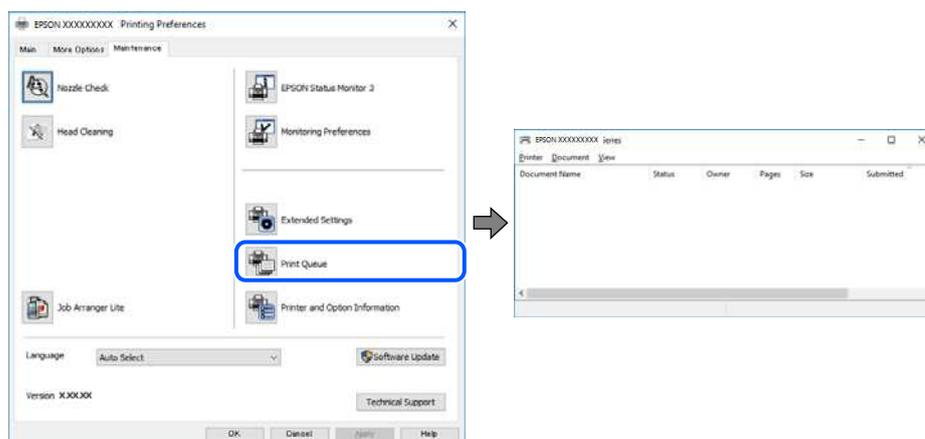 EPSON XXXXXXXXX Printing Preferences
Main More Options Maintenance
Nozzle Check
EPSON Status Monitor 3
Head Cleaning
Monitoring Preferences
Extended Settings
Print Queue
Job Arranger Lite
Printer and Option Information
Language Auto Select Software Update
Version X.XX.XX
Technical Support
OK Cancel Apply Help
EPSON XXXXXXXXX ieries
Printer Document View
Document Name Status Owner Pages Size Submitted